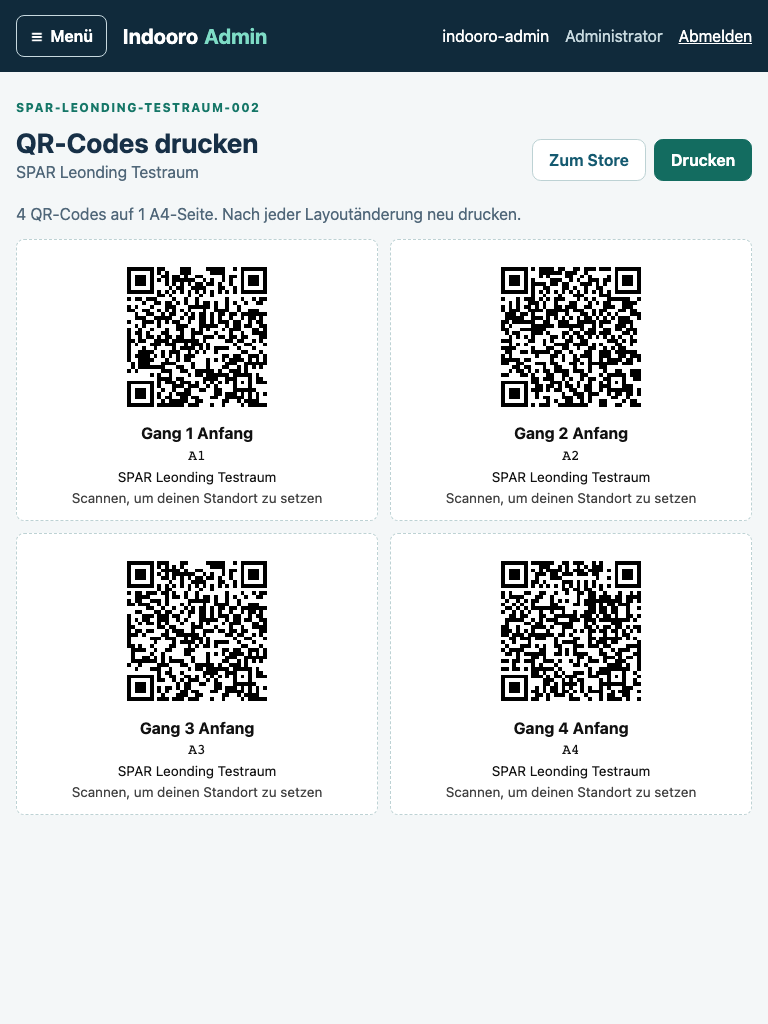 ≡ Menü
Indooro Admin
indooro-admin
Administrator
Abmelden
SPAR-LEONDING-TESTRAUM-002
QR-Codes drucken
SPAR Leonding Testraum
Zum Store
Drucken
4 QR-Codes auf 1 A4-Seite. Nach jeder Layoutänderung neu drucken.
Gang 1 Anfang
A1
SPAR Leonding Testraum
Scannen, um deinen Standort zu setzen
Gang 2 Anfang
A2
SPAR Leonding Testraum
Scannen, um deinen Standort zu setzen
Gang 3 Anfang
A3
SPAR Leonding Testraum
Scannen, um deinen Standort zu setzen
Gang 4 Anfang
A4
SPAR Leonding Testraum
Scannen, um deinen Standort zu setzen